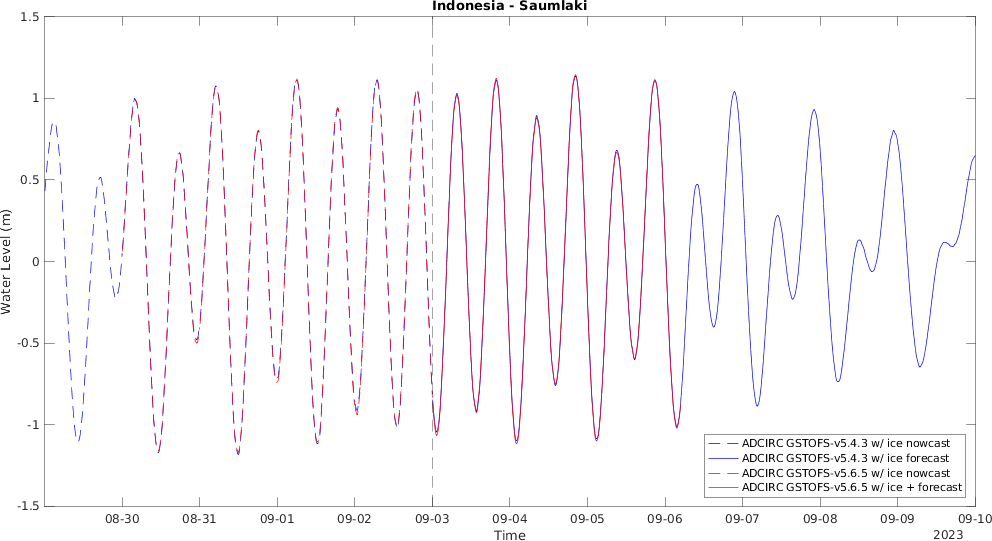 Indonesia - Saumlaki
1.5
1
0.5
0
-0.5
-1
-1.5
Water Level (m)
ADCIRC GSTOFS-v5.4.3 w/ ice nowcast
ADCIRC GSTOFS-v5.4.3 w/ ice forecast
ADCIRC GSTOFS-v5.6.5 w/ ice nowcast
ADCIRC GSTOFS-v5.6.5 w/ ice + forecast
08-30 08-31 09-01 09-02 09-03 09-04 09-05 09-06 09-07 09-08 09-09 09-10
Time
2023